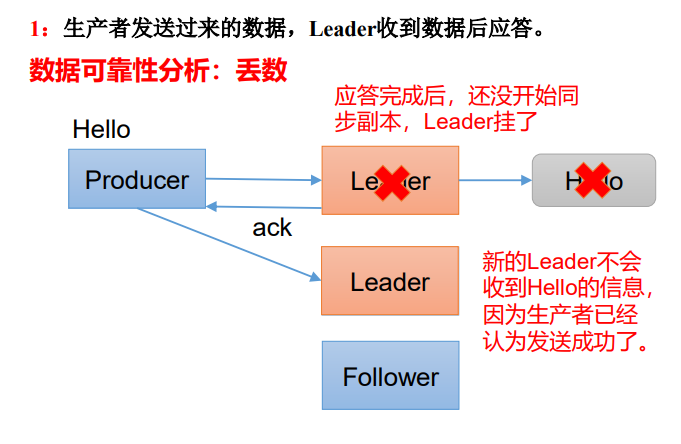 1：生产者发送过来的数据，Leader收到数据后应答。
数据可靠性分析：丢数
应答完成后，还没开始同
步副本，Leader挂了
Hello
Producer
Leader
Hello
ack
Leader
新的Leader不会
收到Hello的信息，
因为生产者已经
认为发送成功了。
Follower